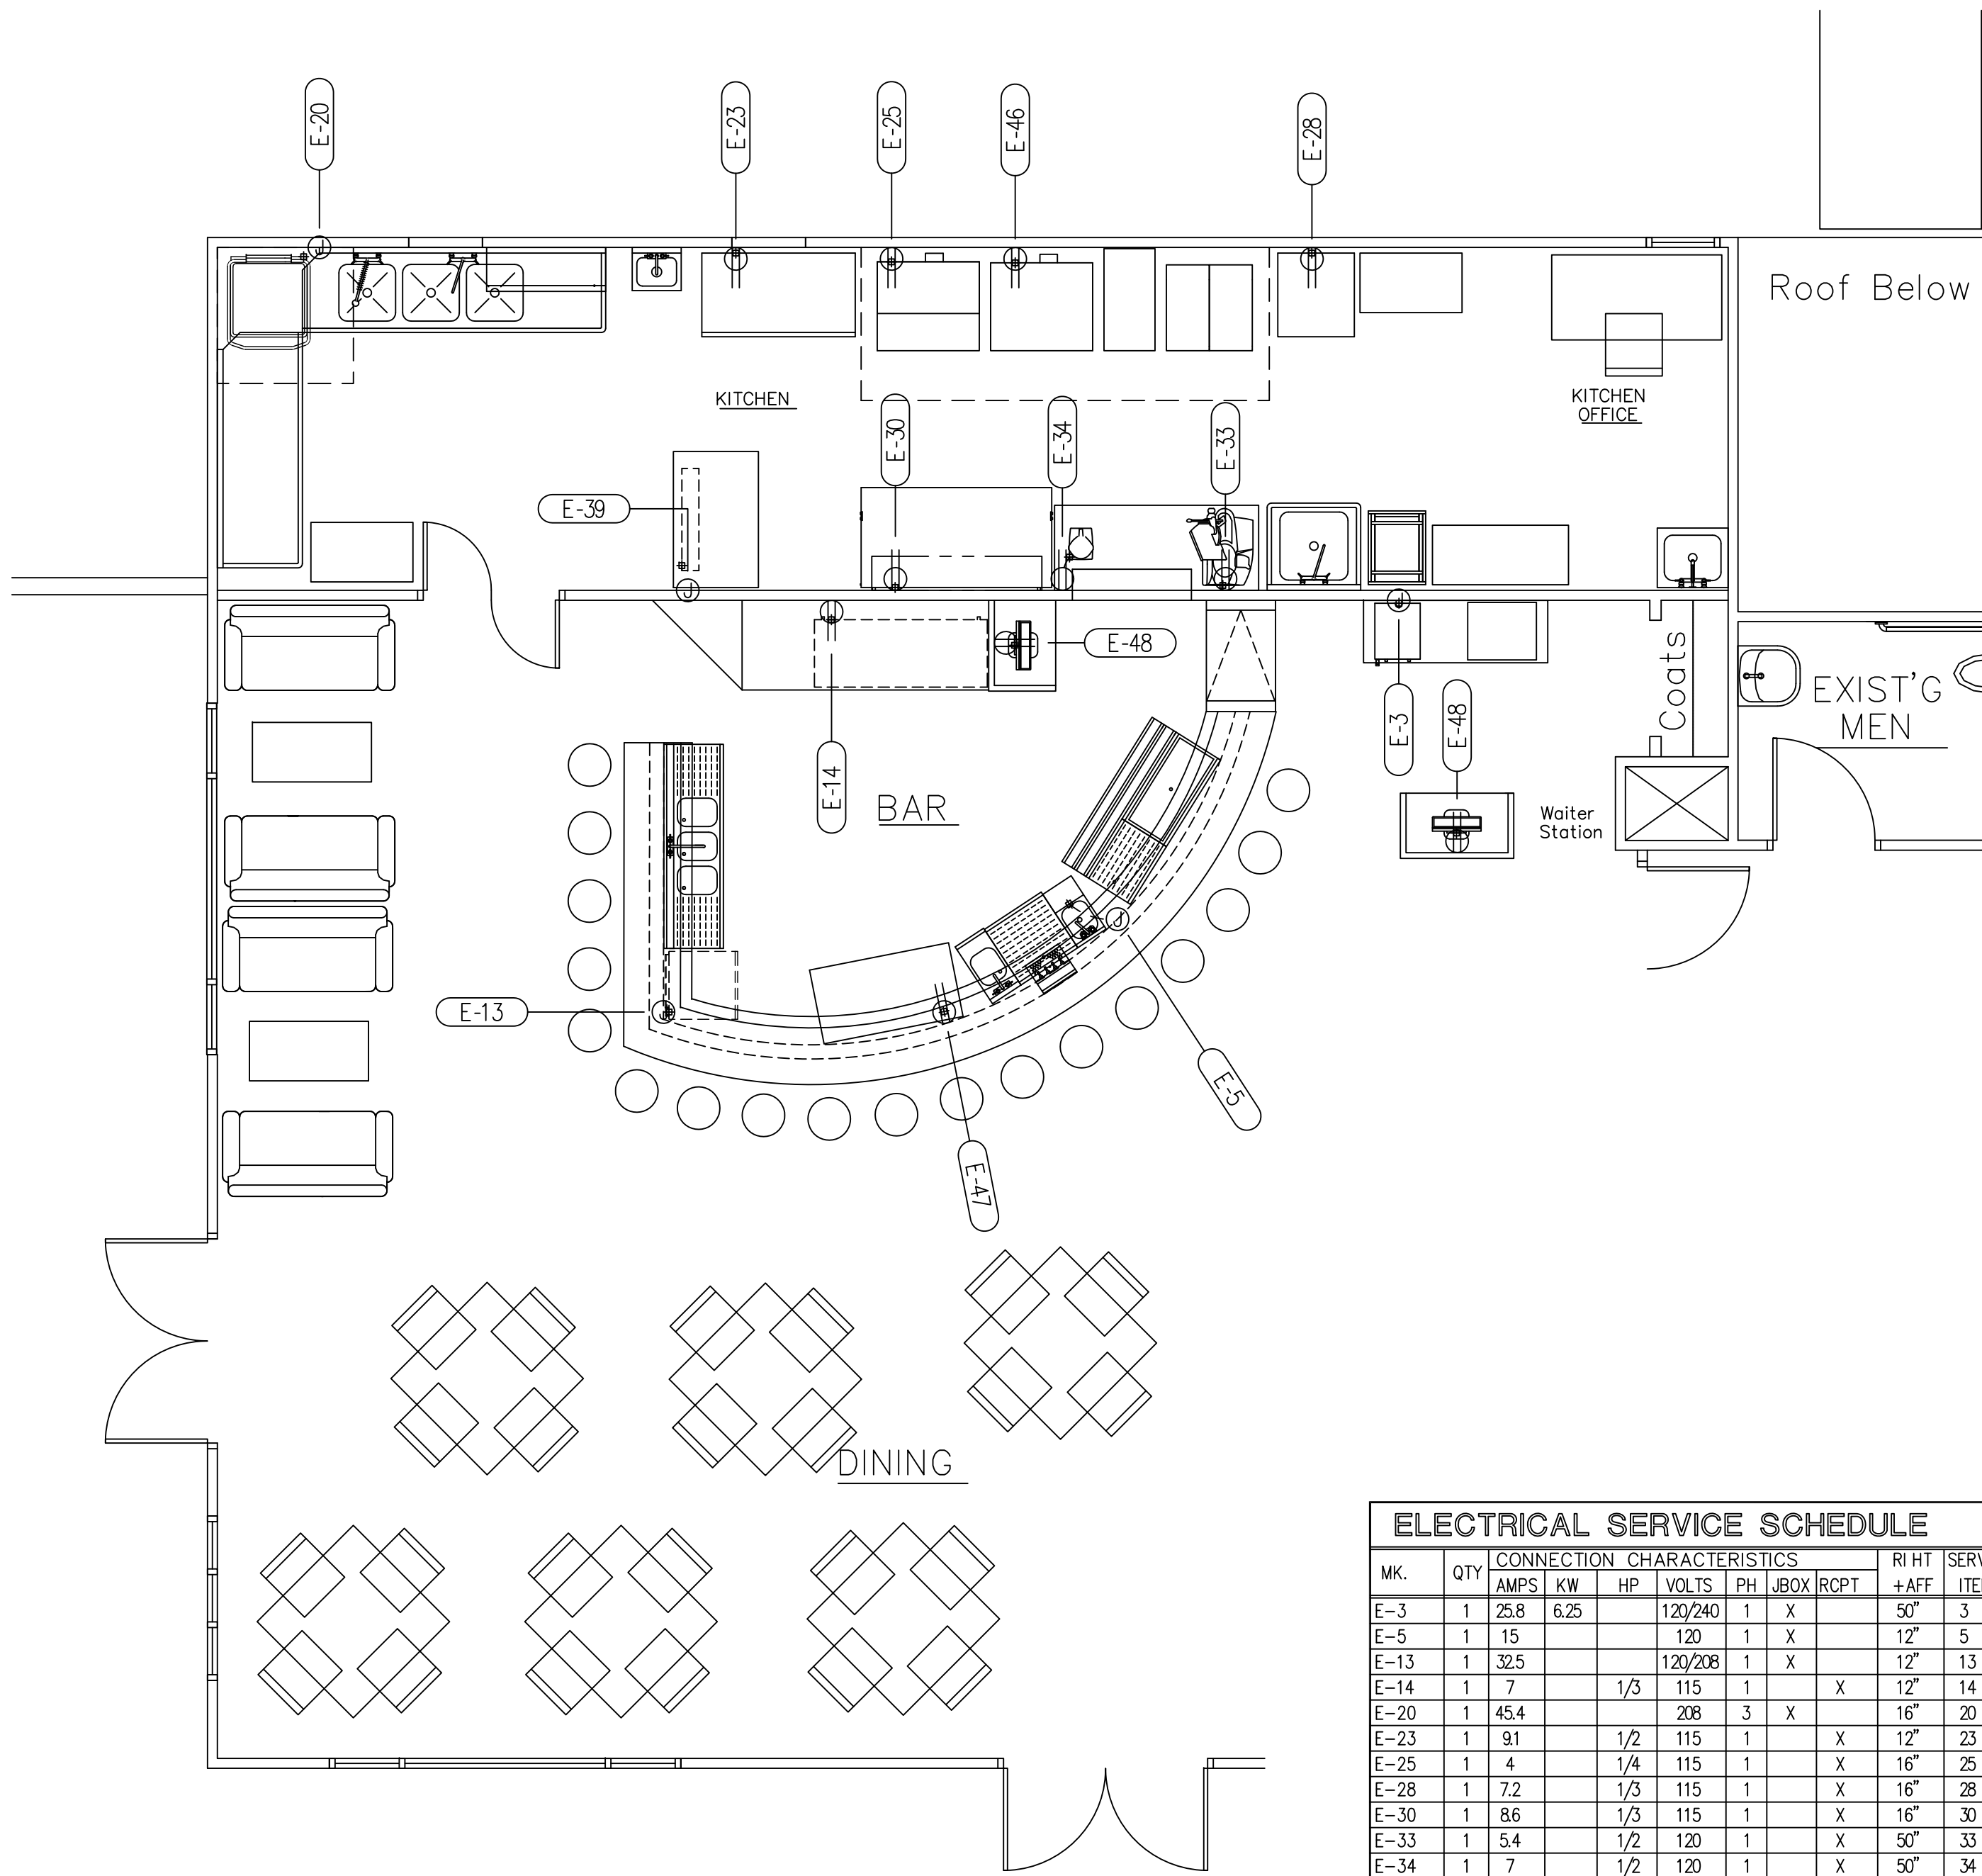 E-20
E-23
E-25
E-46
E-28
Roof Below
KITCHEN
KITCHEN
OFFICE
E-30
E-34
E-33
E-39
J
J
J
E-48
E-14
E-3
E-48
Coats
EXIST'G
MEN
BAR
Waiter
Station
J
E-13
J
E-5
E-47
DINING
ELECTRICAL SERVICE SCHEDULE
MK. QTY CONNECTION CHARACTERISTICS RI HT
AMPS KW HP VOLTS PH JBOX RCPT +AFF
E-3 1 25.8 6.25 120/240 1 X 50" 3
E-5 1 15 120 1 X 12" 5
E-13 1 32.5 120/208 1 X 12" 13
E-14 1 7 1/3 115 1 X 12" 14
E-20 1 45.4 208 3 X 16" 20
E-23 1 9.1 1/2 115 1 X 12" 23
E-25 1 4 1/4 115 1 X 16" 25
E-28 1 7.2 1/3 115 1 X 16" 28
E-30 1 8.6 1/3 115 1 X 16" 30
E-33 1 5.4 1/2 120 1 X 50" 33
E-34 1 7 1/2 120 1 X 50" 34